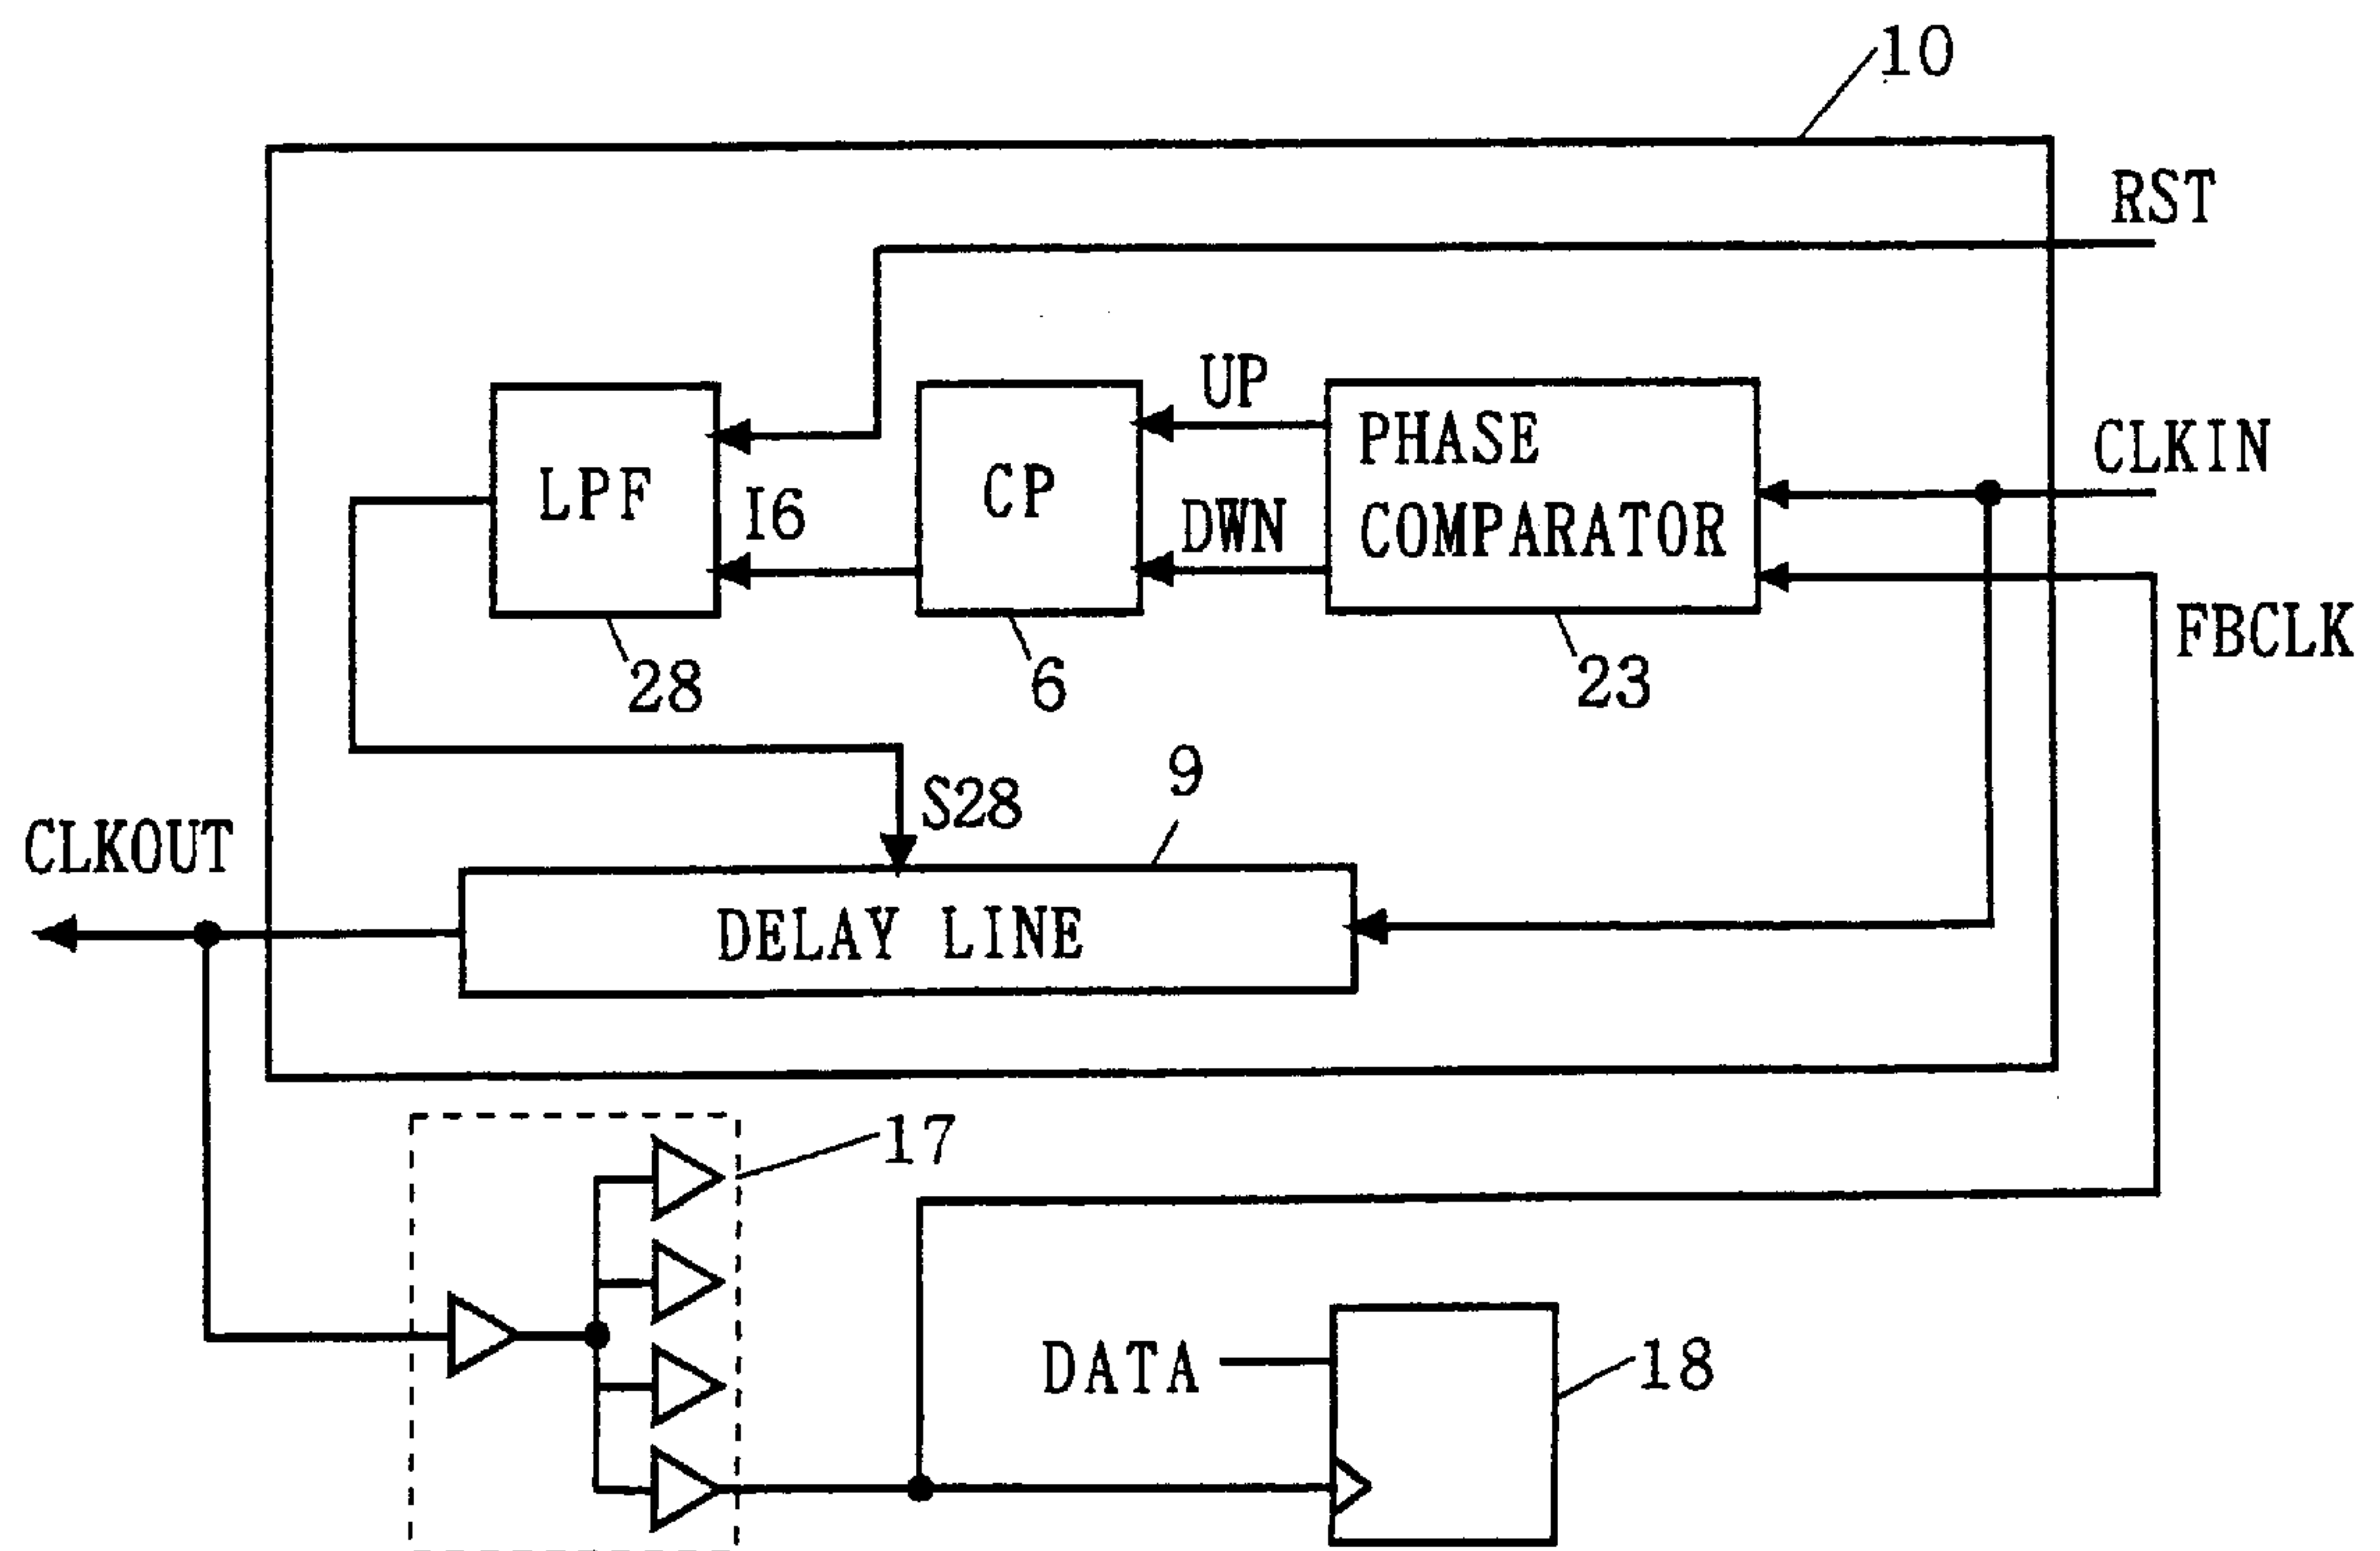 10
RST
UP
PHASE
COMPARATOR
CLKIN
LPF
I6
CP
DWN
FBCLK
28
6
23
S28
9
CLKOUT
DELAY LINE
17
DATA
18